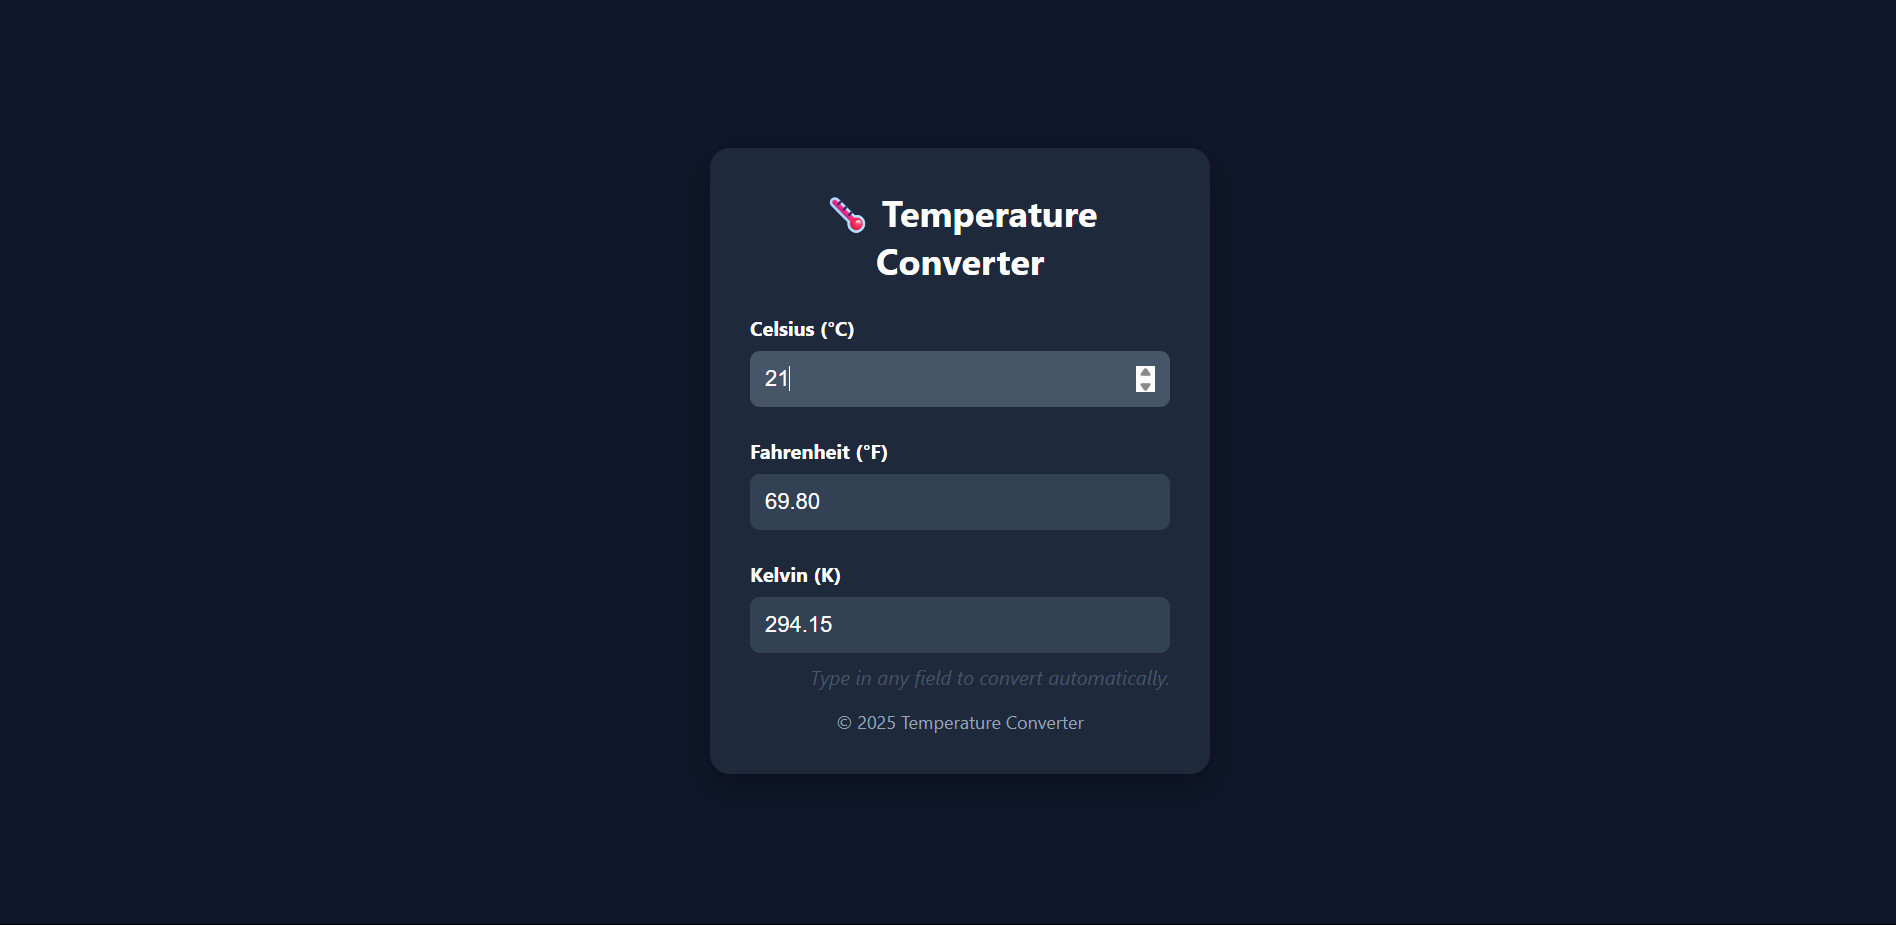 Temperature
Converter
Celsius (°C)
21
Fahrenheit (°F)
69.80
Kelvin (K)
294.15
Type in any field to convert automatically.
© 2025 Temperature Converter